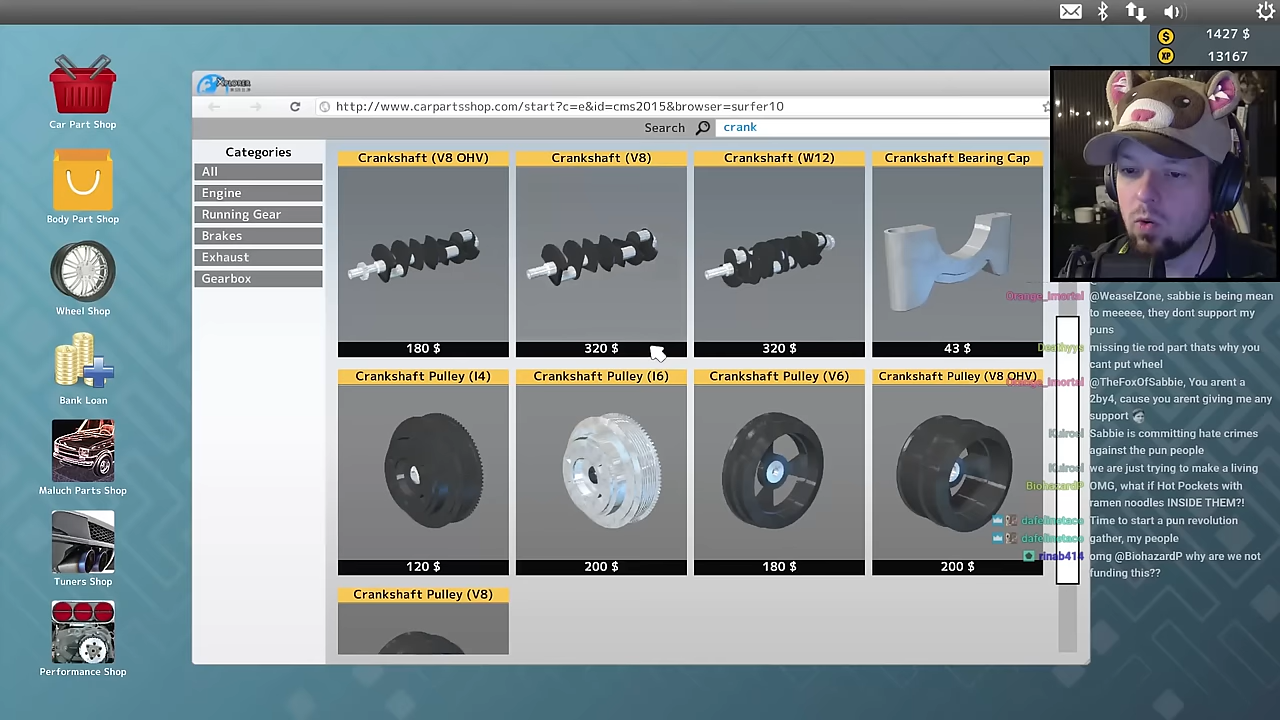 1427 $
13167
Car Part Shop
Body Part Shop
Wheel Shop
Bank Loan
Maluch Parts Shop
Tuners Shop
Performance Shop
XPLORER
http://www.carpartsshop.com/start?c=e&id=cms2015&browser=surfer10
Search crank
Categories
All
Engine
Running Gear
Brakes
Exhaust
Gearbox
Crankshaft (V8 OHV)
180 $
Crankshaft (V8)
320 $
Crankshaft (W12)
320 $
Crankshaft Bearing Cap
43 $
Crankshaft Pulley (I4)
120 $
Crankshaft Pulley (I6)
200 $
Crankshaft Pulley (V6)
180 $
Crankshaft Pulley (V8 OHV)
200 $
Crankshaft Pulley (V8)
Orange_Imortal @WeaselZone, sabbie is being mean
to meeeee, they dont support my
puns
missing tie rod part thats why you
cant put wheel
Orange_Imortal @TheFoxOfSabbie, You arent a
2by4, cause you arent giving me any
support
Kulrool Sabbie is committing hate crimes
against the pun people
Kulrool we are just trying to make a living
BiohazardP OMG, what if Hot Pockets with
ramen noodles INSIDE THEM?!
Time to start a pun revolution
gather, my people
rinab414 omg @BiohazardP why are we not
funding this??